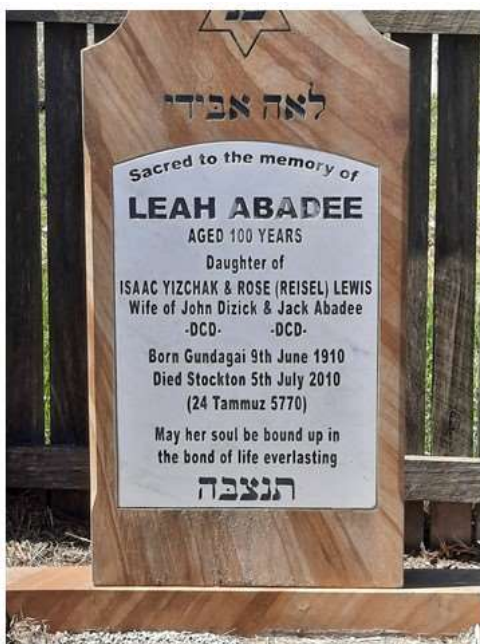 פנ
לאה אבידי
Sacred to the memory of
LEAH ABADEE
AGED 100 YEARS
Daughter of
ISAAC YIZCHAK & ROSE (REISEL) LEWIS
Wife of John Dizick & Jack Abadee
-DCD- -DCD-
Born Gundagai 9th June 1910
Died Stockton 5th July 2010
(24 Tammuz 5770)
May her soul be bound up in
the bond of life everlasting
תנצבה